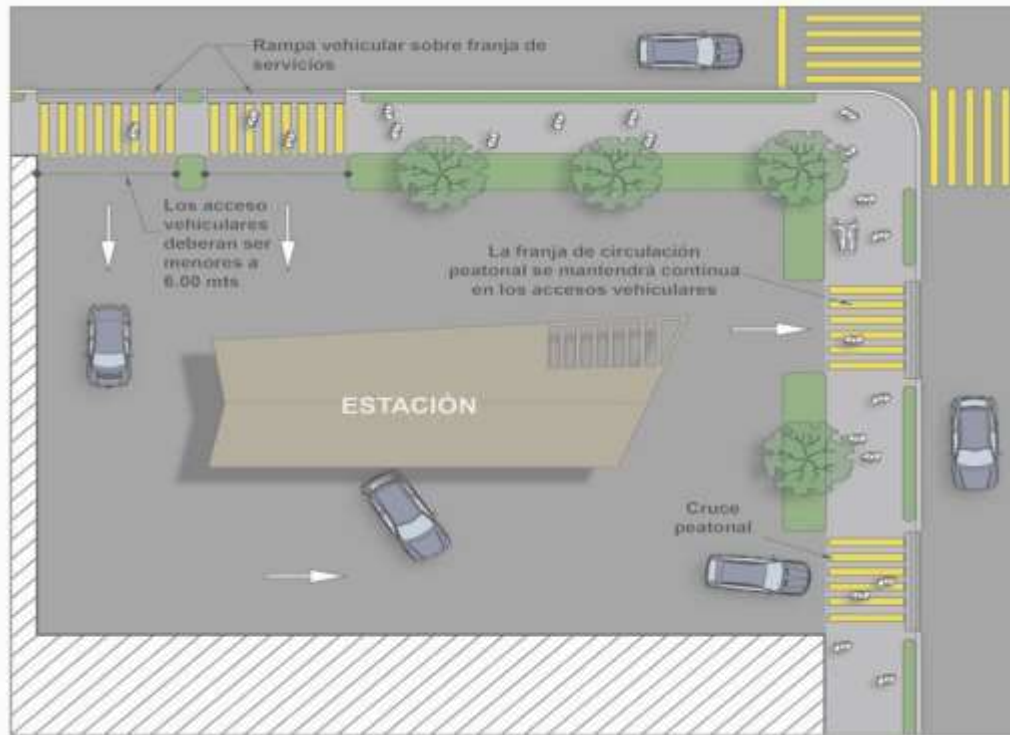 Rampa vehicular sobre franja de
servicios
Los acceso
vehiculares
deberan ser
menores a
6.00 mts
La franja de circulación
peatonal se mantendrá continua
en los accesos vehiculares
ESTACIÓN
Cruce
peatonal